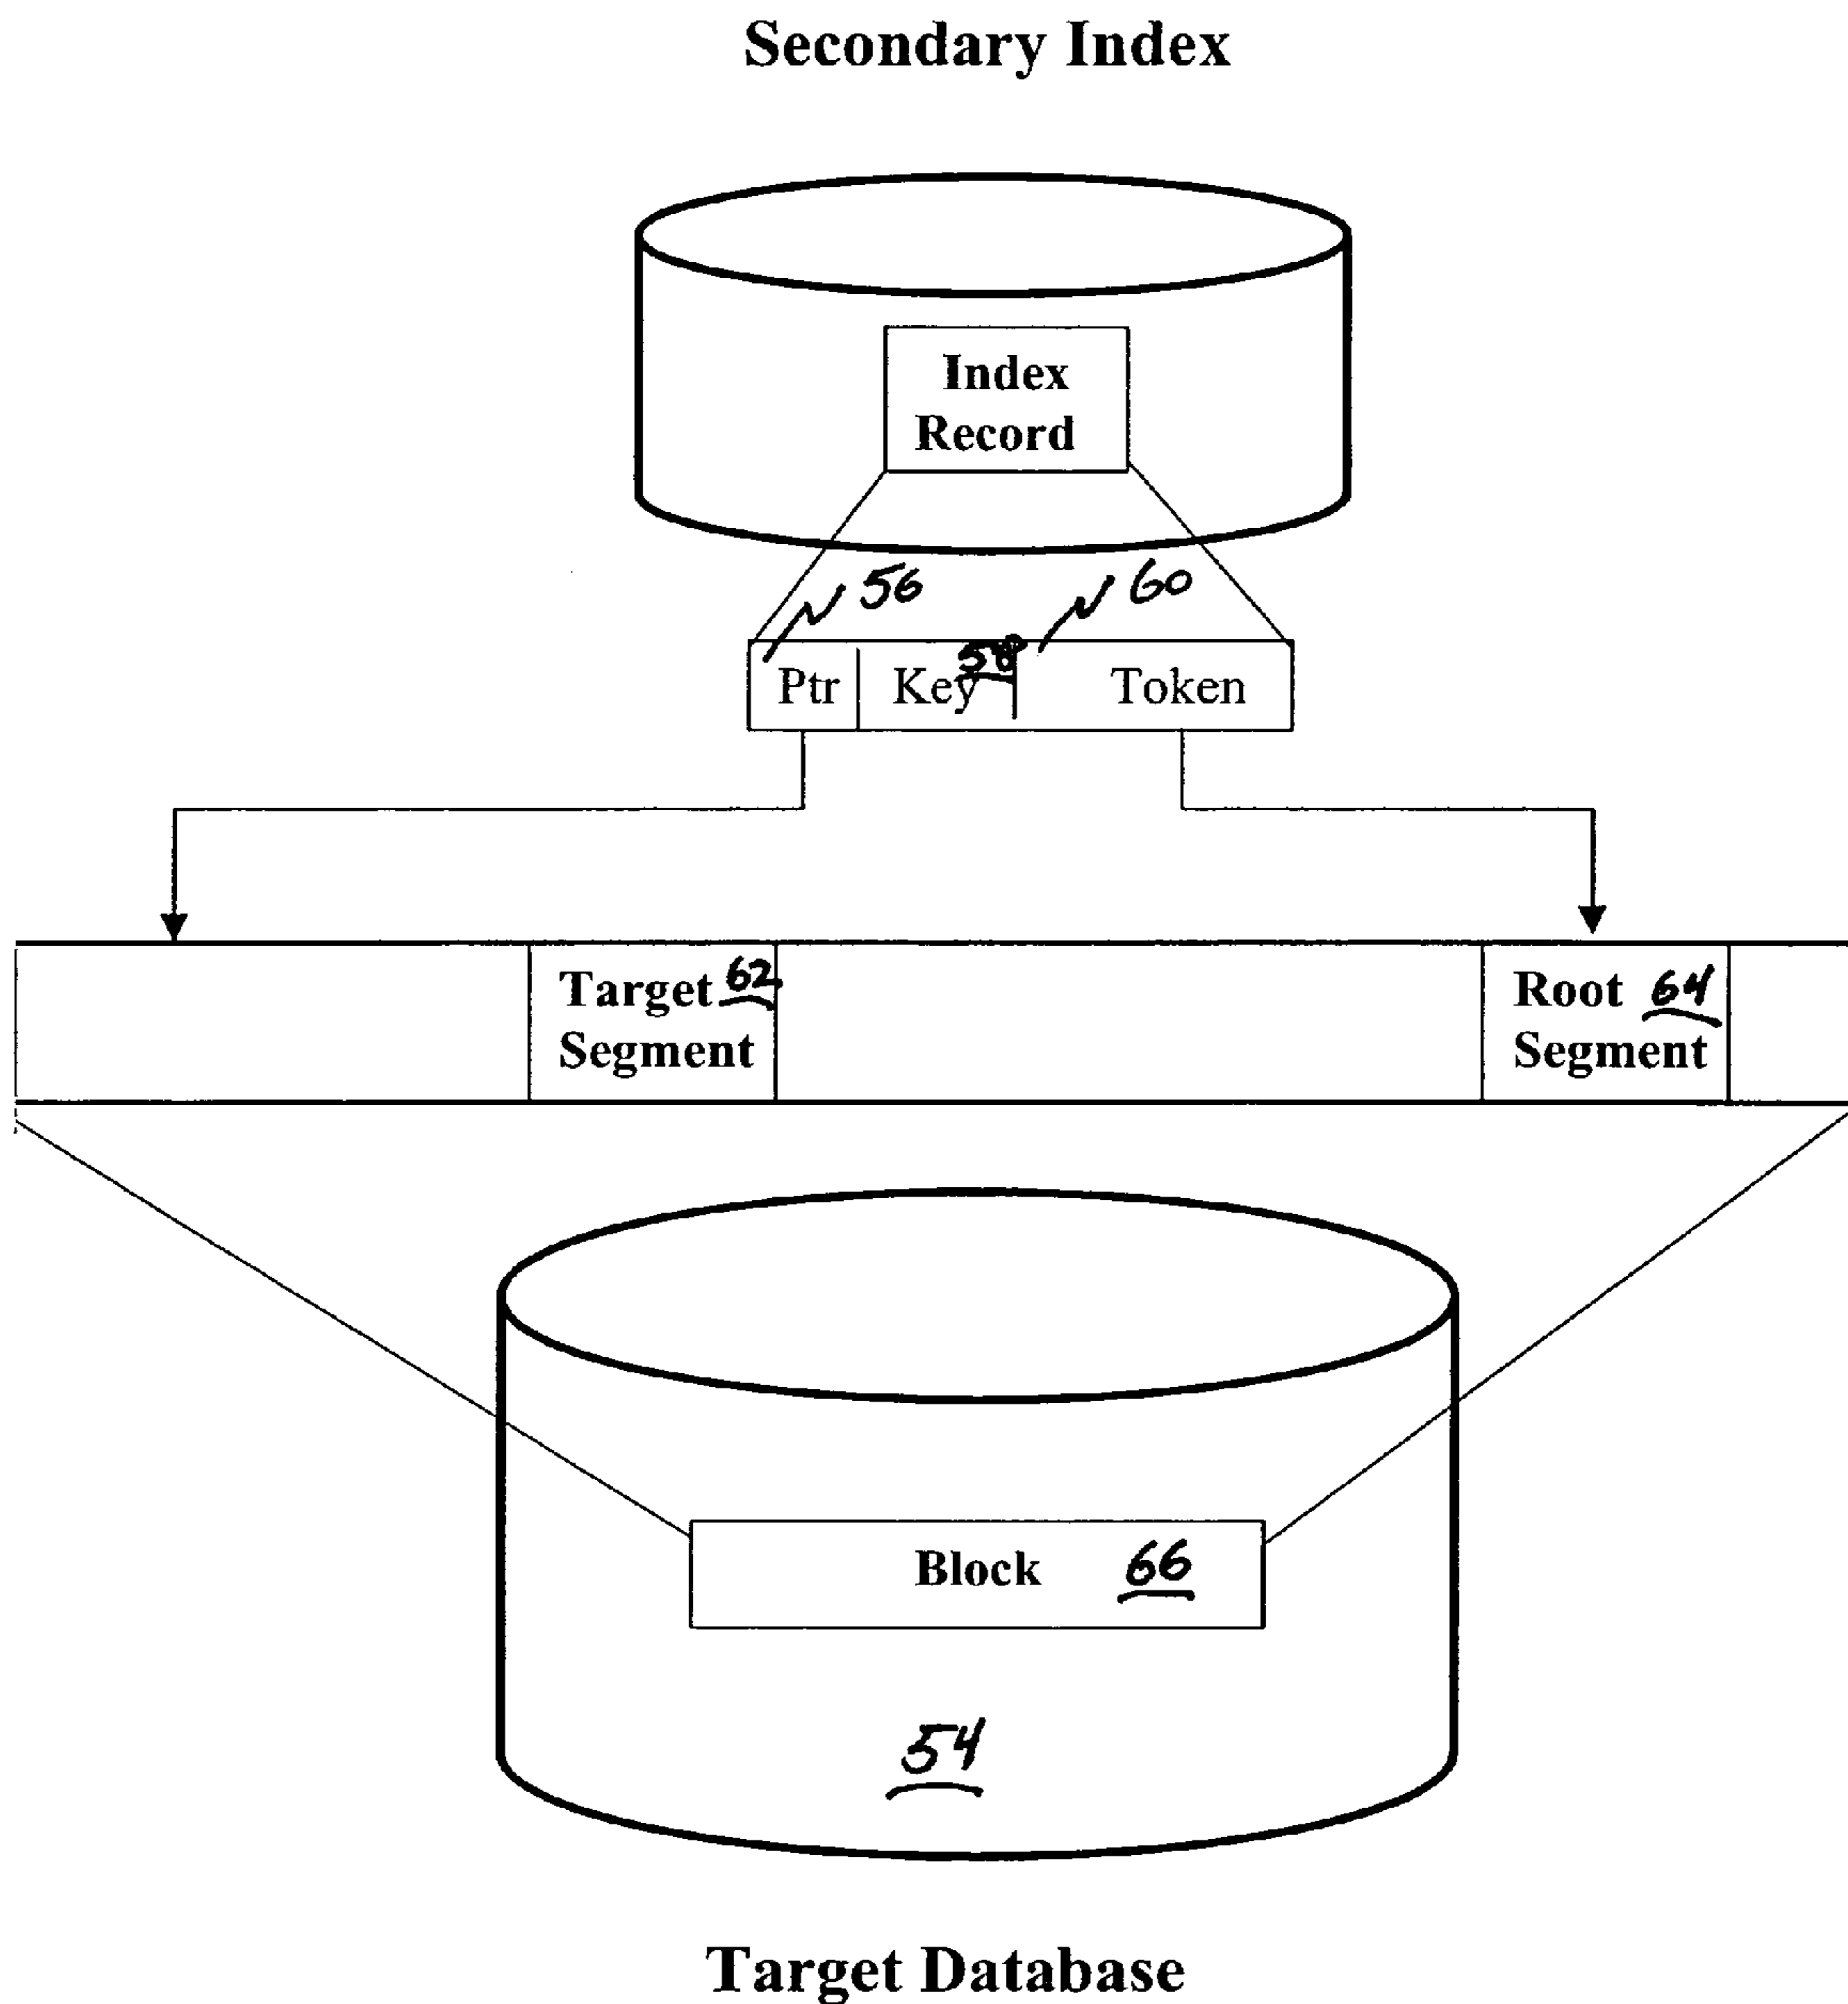 Secondary Index
Index
Record
56
60
Ptr
Key 58
Token
Target 62
Segment
Root 64
Segment
Block 66
54
Target Database